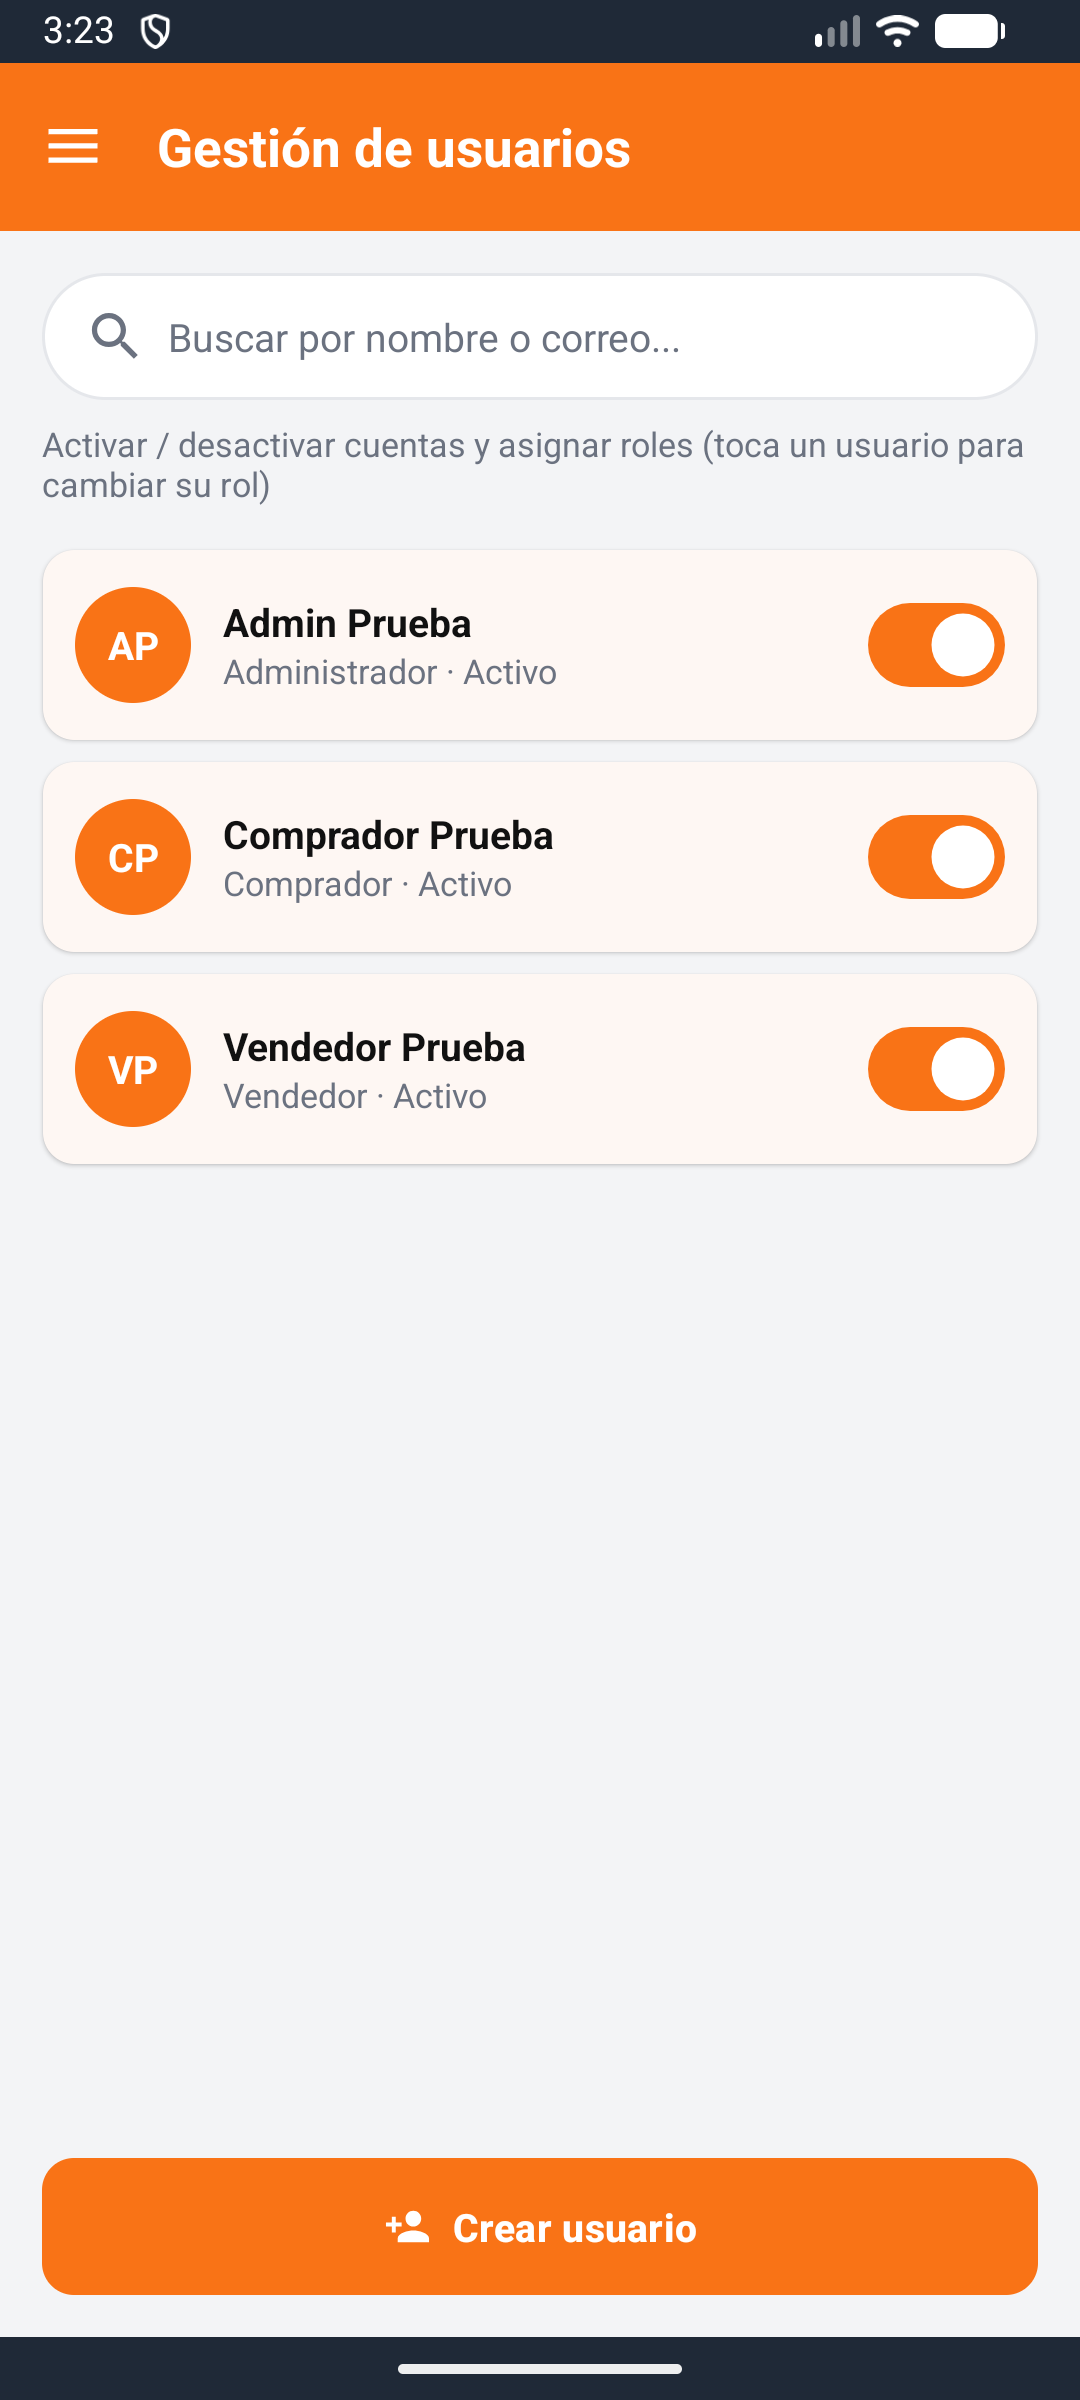 3:23
Gestión de usuarios
Buscar por nombre o correo...
Activar / desactivar cuentas y asignar roles (toca un usuario para
cambiar su rol)
AP
Admin Prueba
Administrador · Activo
CP
Comprador Prueba
Comprador · Activo
VP
Vendedor Prueba
Vendedor · Activo
Crear usuario